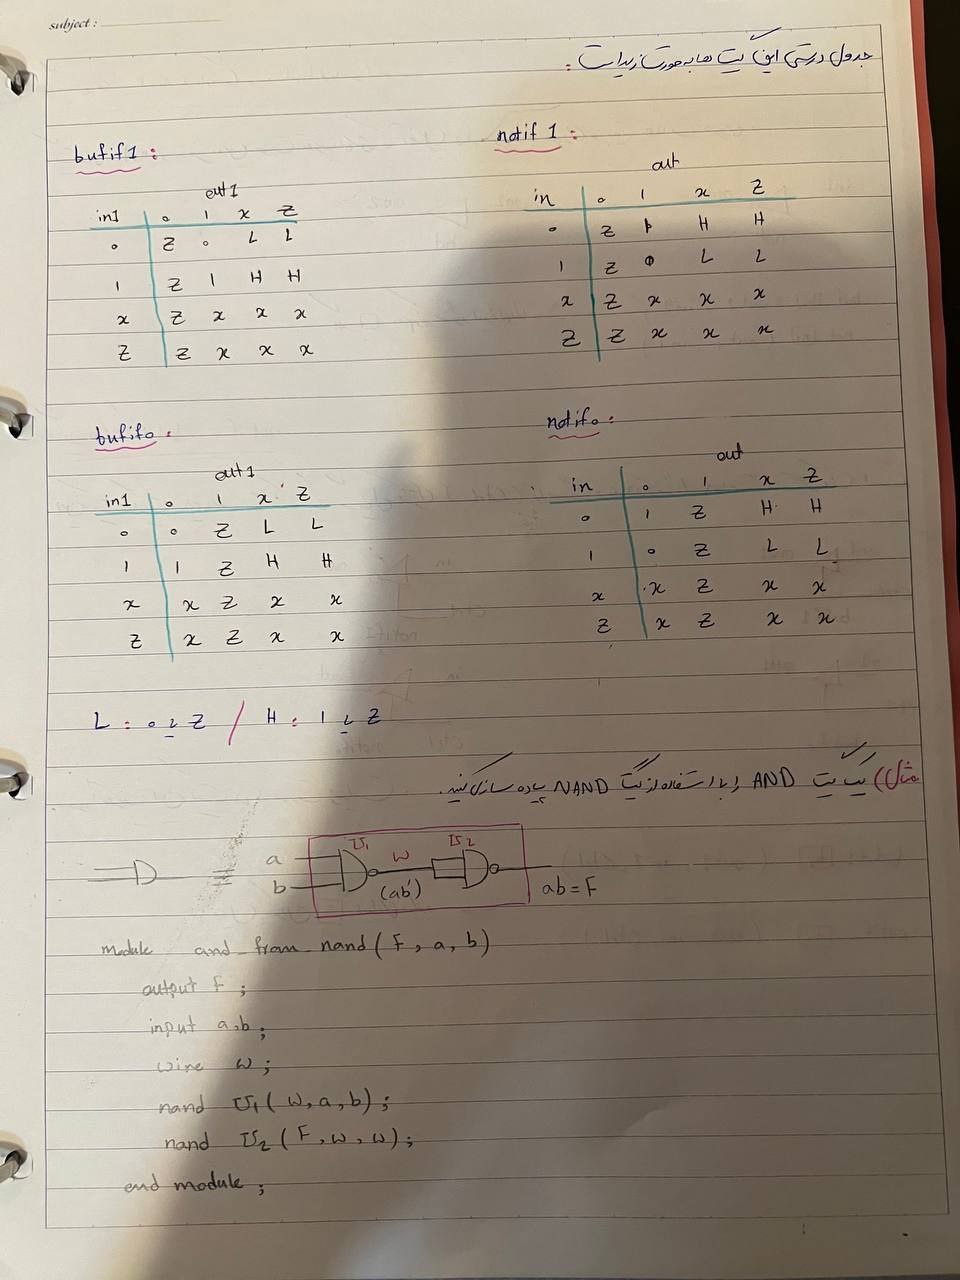 subject :
جدول درستی این گیت ها به صورت زیر است :
bufif1 :
out1
in1 0 1 x Z
0 Z 0 L L
1 Z 1 H H
x Z x x x
Z Z x x x
notif 1 :
out
in 0 1 x Z
0 Z 1 H H
1 Z 0 L L
x Z x x x
Z Z x x x
bufif0 :
out1
in1 0 1 x Z
0 0 Z L L
1 1 Z H H
x x Z x x
Z x Z x x
notif0 :
out
in 0 1 x Z
0 1 Z H H
1 0 Z L L
x x Z x x
Z x Z x x
L : 0 یا Z / H : 1 یا Z
مثال) یک گیت AND را با استفاده از گیت NAND پیاده سازی کنید.
a b U1 w (ab)' U2 ab = F
module and_from_nand ( F , a , b )
output F ;
input a,b ;
wire w ;
nand U1 ( w, a, b ) ;
nand U2 ( F, w, w ) ;
end module ;